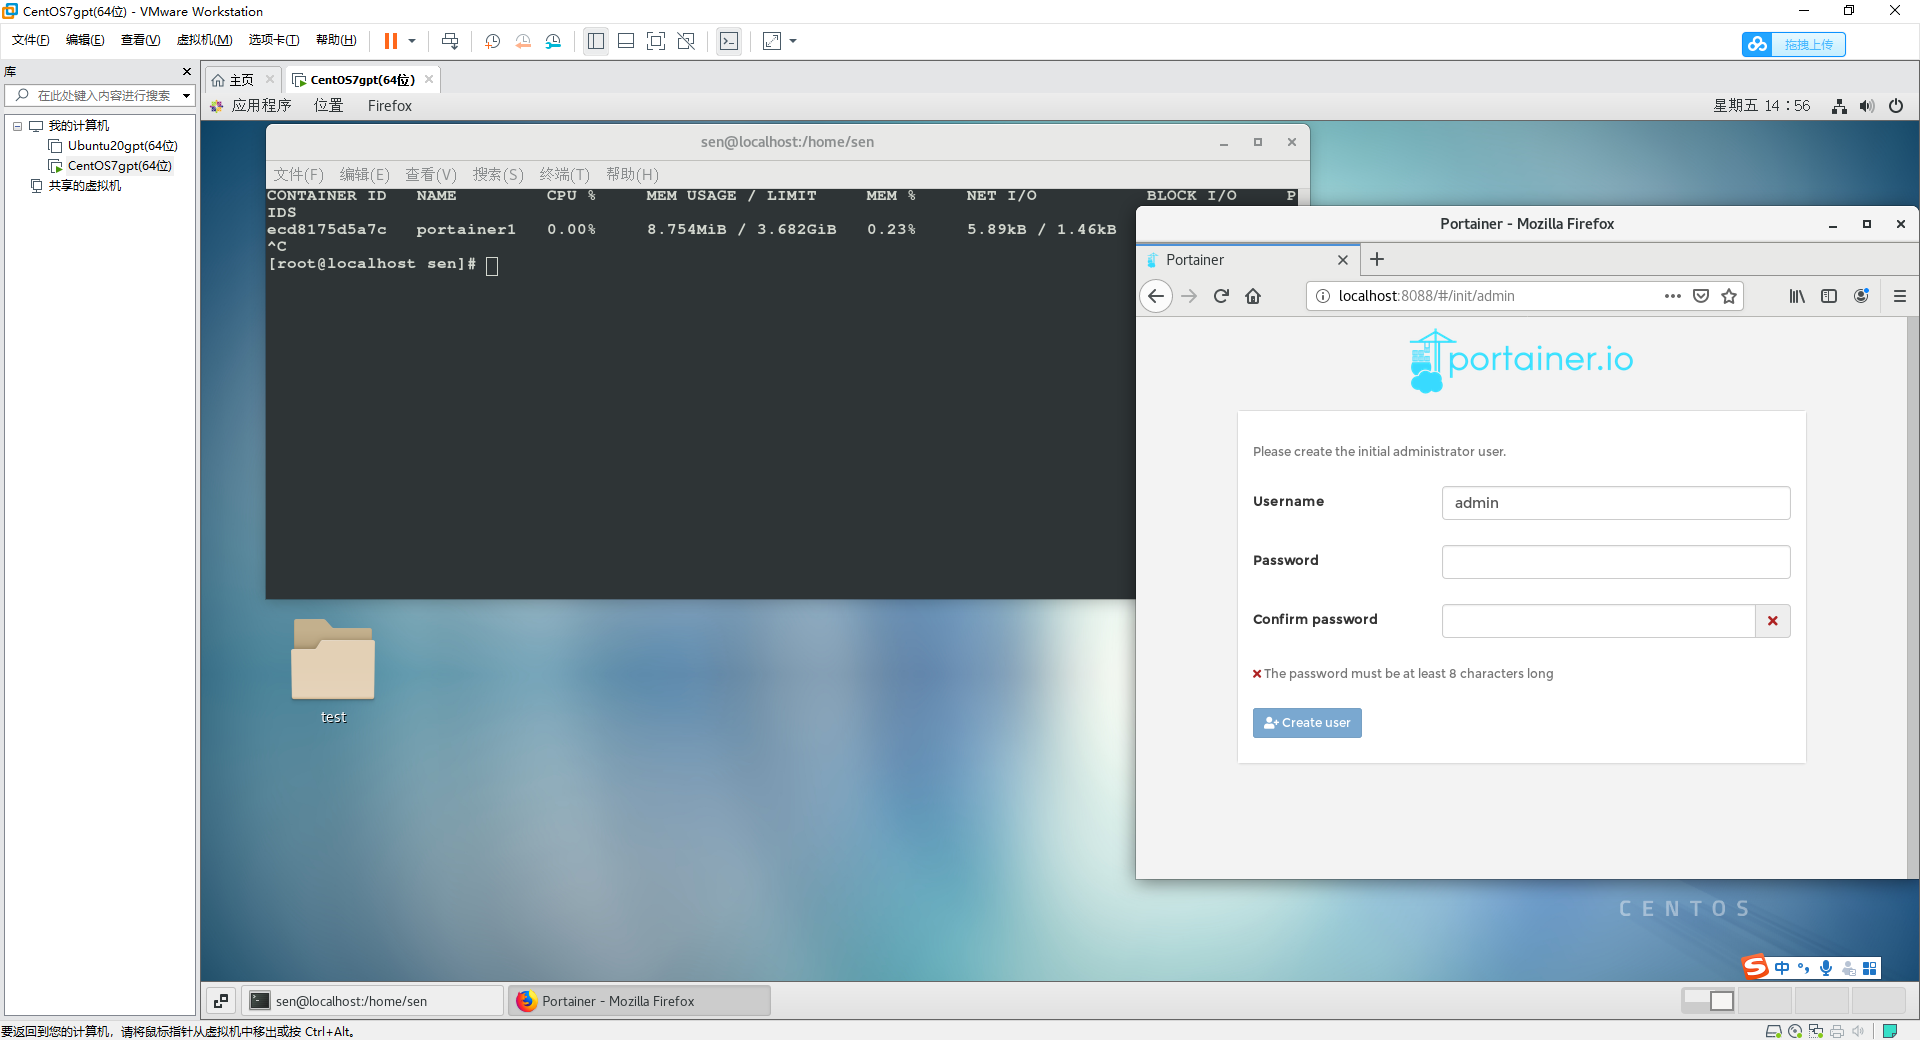 CentOS7gpt(64位) - VMware Workstation
文件(F) 编辑(E) 查看(V) 虚拟机(M) 选项卡(T) 帮助(H)
拖拽上传
库
在此处键入内容进行搜索
我的计算机
Ubuntu20gpt(64位)
CentOS7gpt(64位)
共享的虚拟机
主页 CentOS7gpt(64位)
应用程序 位置 Firefox 星期五 14：56
sen@localhost:/home/sen
文件(F) 编辑(E) 查看(V) 搜索(S) 终端(T) 帮助(H)
CONTAINER ID NAME CPU % MEM USAGE / LIMIT MEM % NET I/O BLOCK I/O P
IDS
ecd8175d5a7c portainer1 0.00% 8.754MiB / 3.682GiB 0.23% 5.89kB / 1.46kB
^C
[root@localhost sen]#
test
Portainer - Mozilla Firefox
Portainer
localhost:8088/#/init/admin
portainer.io
Please create the initial administrator user.
Username admin
Password
Confirm password
The password must be at least 8 characters long
Create user
CENTOS
中
sen@localhost:/home/sen Portainer - Mozilla Firefox
要返回到您的计算机，请将鼠标指针从虚拟机中移出或按 Ctrl+Alt。